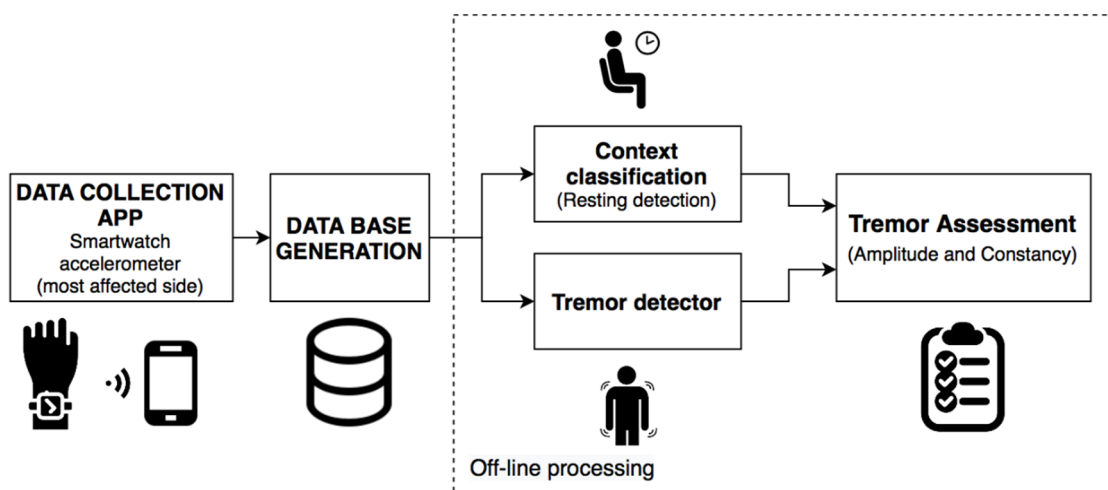 DATA COLLECTION
APP
Smartwatch
accelerometer
(most affected side)
DATA BASE
GENERATION
Context
classification
(Resting detection)
Tremor detector
Tremor Assessment
(Amplitude and Constancy)
Off-line processing